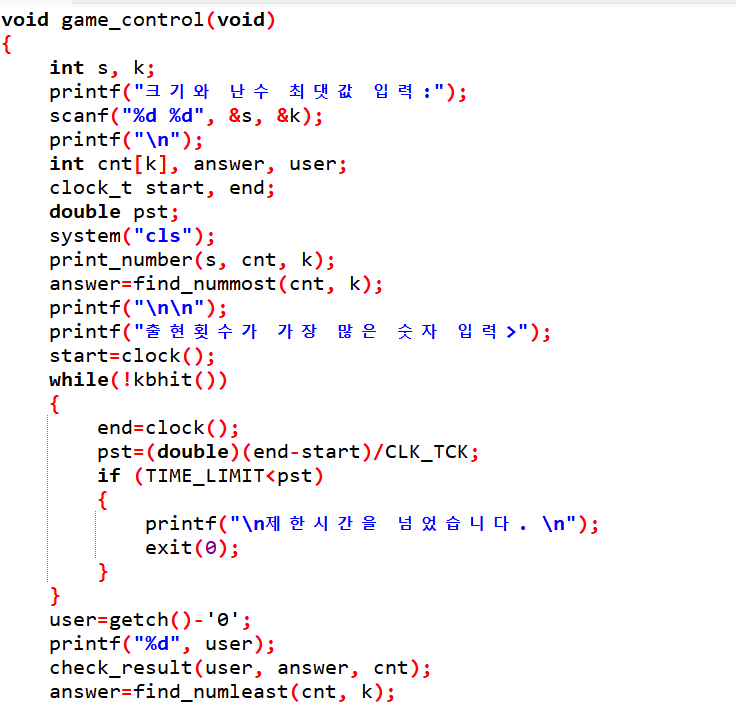 void game_control(void)
{
int s, k;
printf("크기와 난수 최댓값 입력:");
scanf("%d %d", &s, &k);
printf("\n");
int cnt[k], answer, user;
clock_t start, end;
double pst;
system("cls");
print_number(s, cnt, k);
answer=find_nummost(cnt, k);
printf("\n\n");
printf("출현횟수가 가장 많은 숫자 입력>");
start=clock();
while(!kbhit())
{
end=clock();
pst=(double)(end-start)/CLK_TCK;
if (TIME_LIMIT<pst)
{
printf("\n제한시간을 넘었습니다. \n");
exit(0);
}
}
user=getch()-'0';
printf("%d", user);
check_result(user, answer, cnt);
answer=find_numleast(cnt, k);